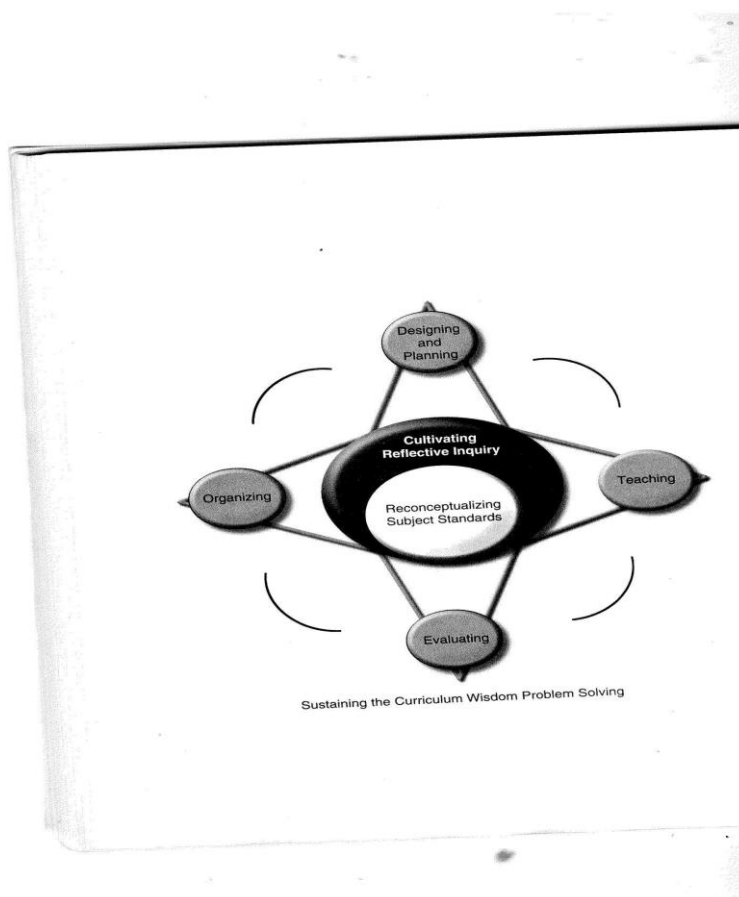 Designing
and
Planning
Cultivating
Reflective Inquiry
Organizing
Teaching
Reconceptualizing
Subject Standards
Evaluating
Sustaining the Curriculum Wisdom Problem Solving